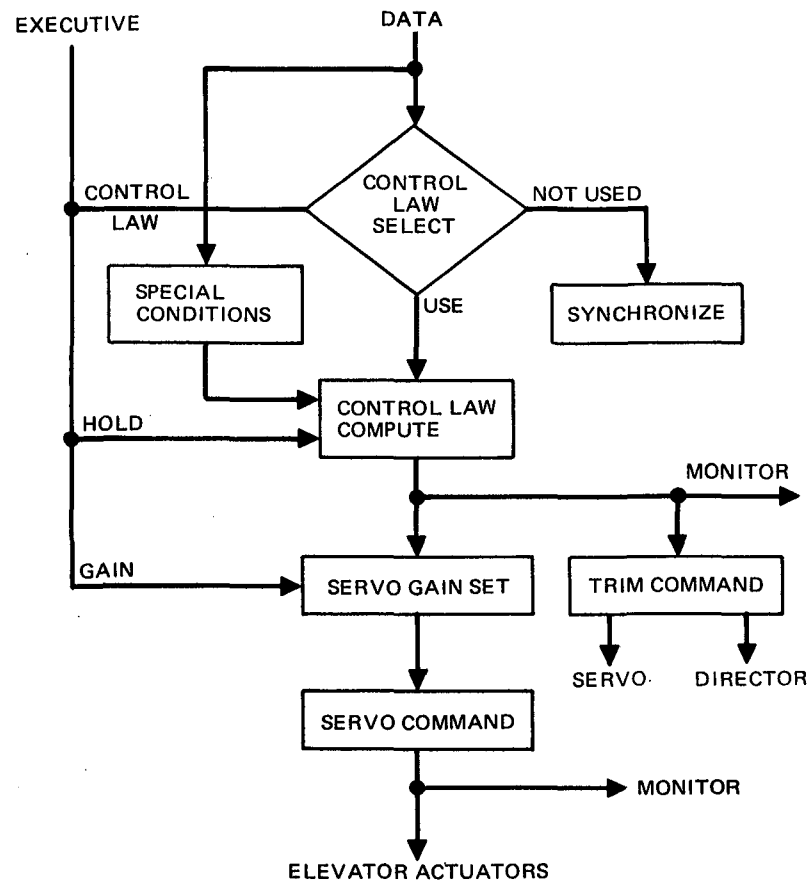 EXECUTIVE
DATA
CONTROL
LAW
CONTROL
LAW
SELECT
NOT USED
SPECIAL
CONDITIONS
USE
SYNCHRONIZE
CONTROL LAW
COMPUTE
HOLD
MONITOR
GAIN
SERVO GAIN SET
TRIM COMMAND
SERVO
DIRECTOR
SERVO COMMAND
MONITOR
ELEVATOR ACTUATORS